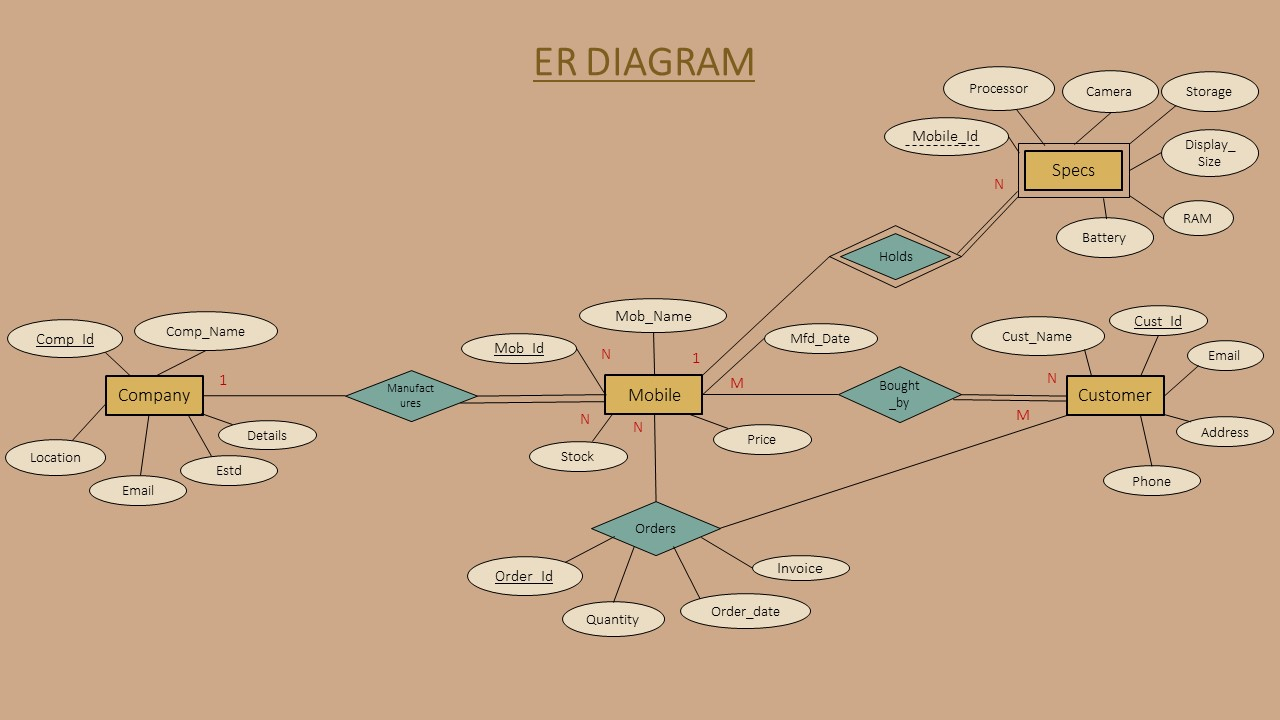 ER DIAGRAM
Processor
Camera
Storage
Mobile_Id
Display_
Size
Specs
N
RAM
Battery
Holds
Comp_Id
Comp_Name
Mob_Name
Mob_Id
Mfd_Date
Cust_Name
Cust_Id
Email
N
1
1
Company
Manufact
ures
Mobile
M
Bought
_by
N
Customer
N
N
M
Location
Details
Estd
Email
Stock
Price
Address
Phone
Orders
Order_Id
Invoice
Quantity
Order_date